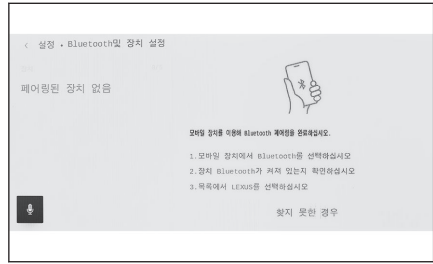 < 설정 • Bluetooth및 장치 설정
페어링된 장치 없음
모바일 장치를 이용해 Bluetooth 페어링을 완료하십시오.
1.모바일 장치에서 Bluetooth를 선택하십시오
2.장치 Bluetooth가 켜져 있는지 확인하십시오
3.목록에서 LEXUS를 선택하십시오
찾지 못한 경우